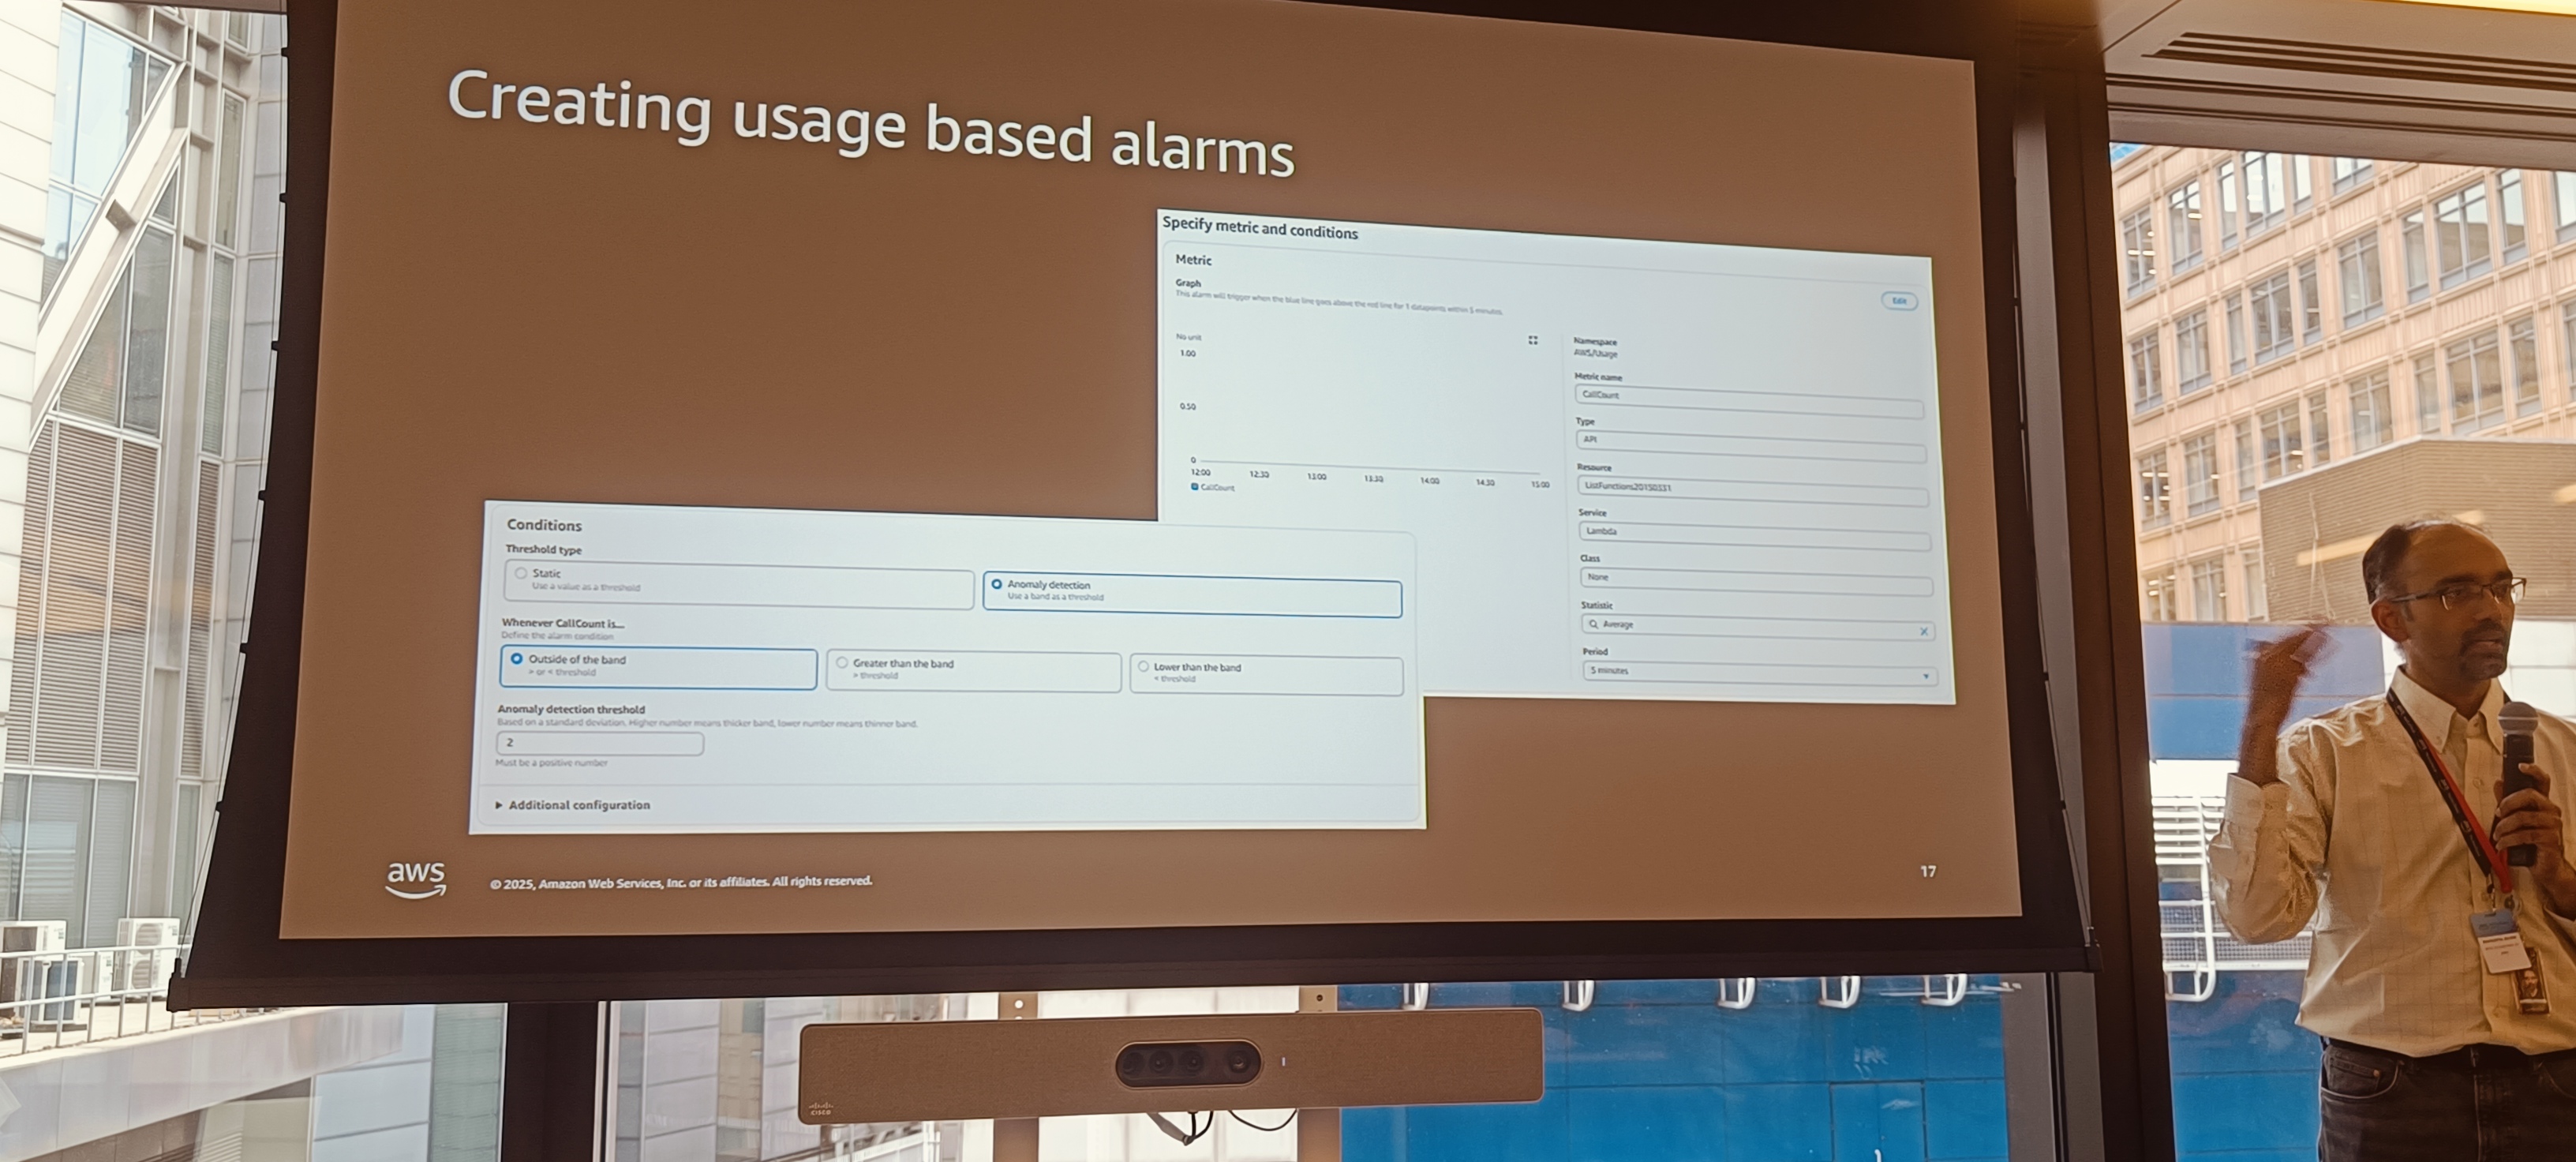 Creating usage based alarms
Specify metric and conditions
Metric
Edit
Graph
This alarm will trigger when the blue line goes above the red line for 1 datapoints within 5 minutes.
No unit
1.00
0.50
0
12:00 12:30 13:00 13:30 14:00 14:30 15:00
CallCount
Namespace
AWS/Usage
Metric name
CallCount
Type
API
Resource
ListFunctions20150331
Service
Lambda
Class
None
Statistic
Average
Period
5 minutes
Conditions
Threshold type
Static
Use a value as a threshold
Anomaly detection
Use a band as a threshold
Whenever CallCount is...
Define the alarm condition
Outside of the band
> or < threshold
Greater than the band
> threshold
Lower than the band
< threshold
Anomaly detection threshold
Based on a standard deviation. Higher number means thicker band, lower number means thinner band.
2
Must be a positive number
Additional configuration
aws
© 2025, Amazon Web Services, Inc. or its affiliates. All rights reserved.
17
CISCO